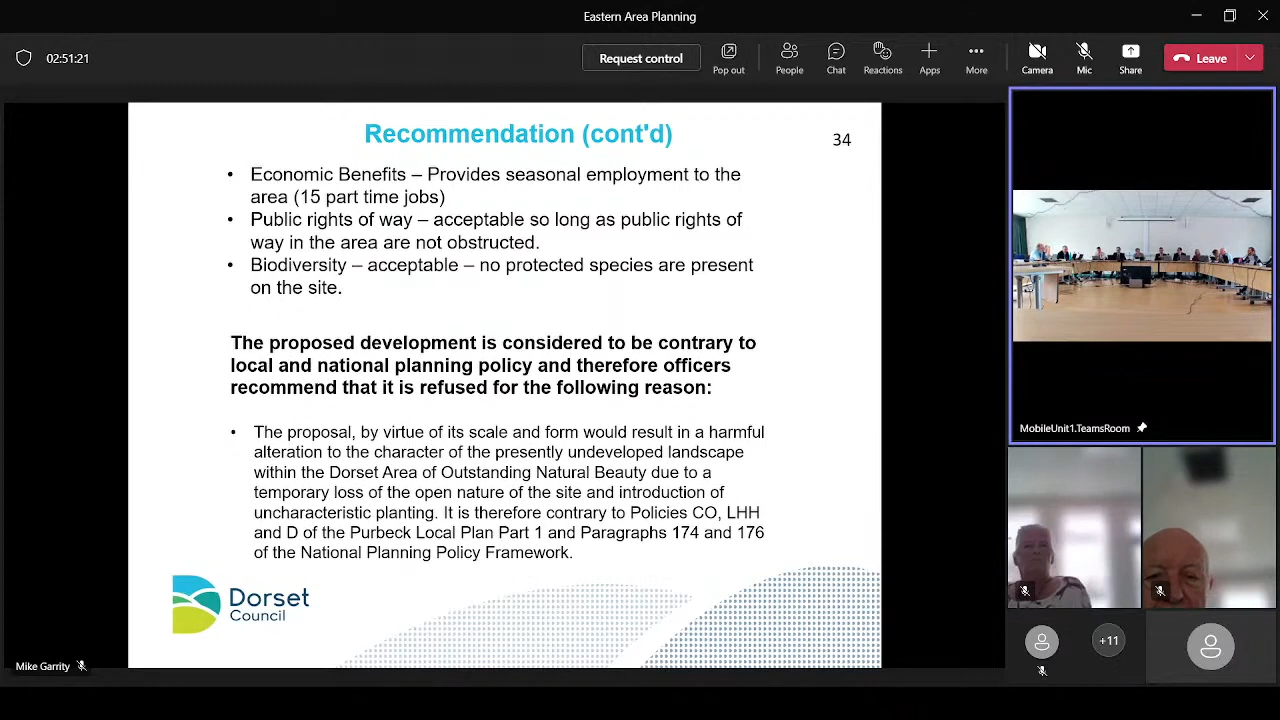 Eastern Area Planning
02:51:21
Request control
Pop out
People
Chat
Reactions
Apps
More
Camera
Mic
Share
Leave
Recommendation (cont'd)
34
• Economic Benefits – Provides seasonal employment to the
area (15 part time jobs)
• Public rights of way – acceptable so long as public rights of
way in the area are not obstructed.
• Biodiversity – acceptable – no protected species are present
on the site.
The proposed development is considered to be contrary to
local and national planning policy and therefore officers
recommend that it is refused for the following reason:
• The proposal, by virtue of its scale and form would result in a harmful
alteration to the character of the presently undeveloped landscape
within the Dorset Area of Outstanding Natural Beauty due to a
temporary loss of the open nature of the site and introduction of
uncharacteristic planting. It is therefore contrary to Policies CO, LHH
and D of the Purbeck Local Plan Part 1 and Paragraphs 174 and 176
of the National Planning Policy Framework.
Dorset
Council
Mike Garrity
MobileUnit1.TeamsRoom
+11